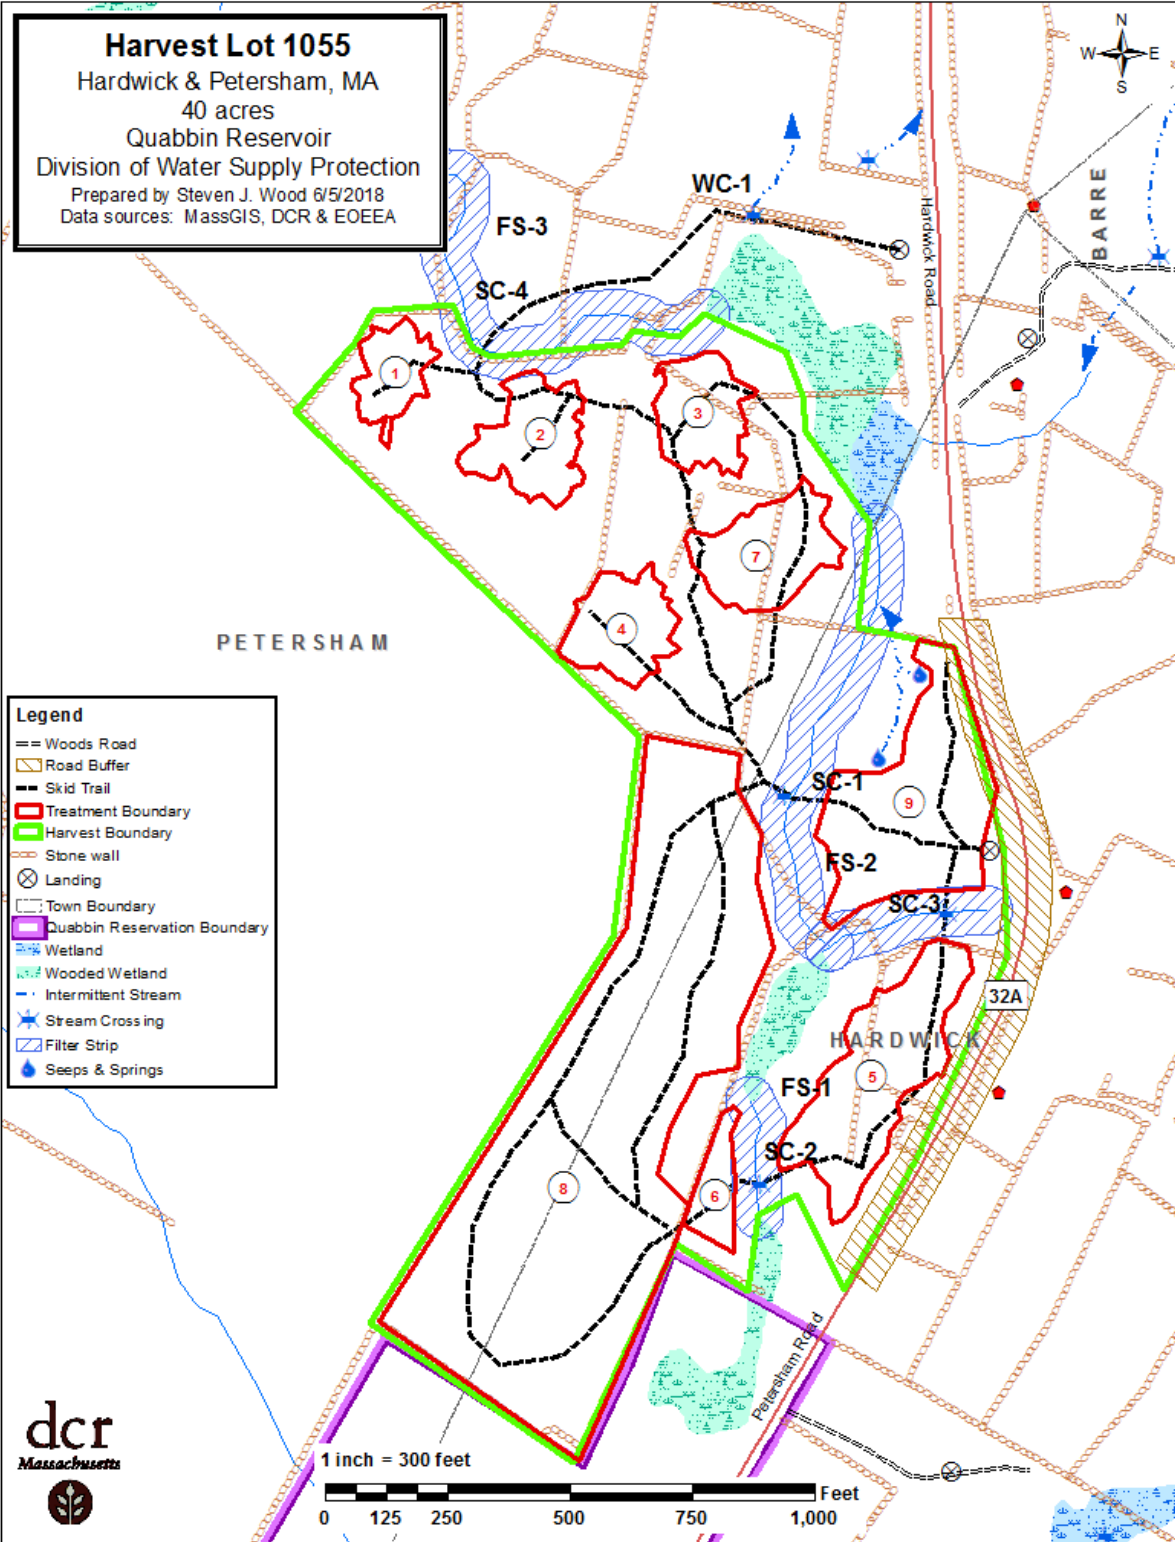 Harvest Lot 1055
Hardwick & Petersham, MA
40 acres
Quabbin Reservoir
Division of Water Supply Protection
Prepared by Steven J. Wood 6/5/2018
Data sources: MassGIS, DCR & EOEEA
N
W E
S
WC-1
FS-3
SC-4
Hardwick Road
BARRE
1
2
3
7
4
PETERSHAM
SC-1
9
FS-2
SC-3
32A
HARDWICK
5
FS-1
SC-2
6
8
Petersham Road
Legend
Woods Road
Road Buffer
Skid Trail
Treatment Boundary
Harvest Boundary
Stone wall
Landing
Town Boundary
Quabbin Reservation Boundary
Wetland
Wooded Wetland
Intermittent Stream
Stream Crossing
Filter Strip
Seeps & Springs
dcr
Massachusetts
1 inch = 300 feet
Feet
0 125 250 500 750 1,000